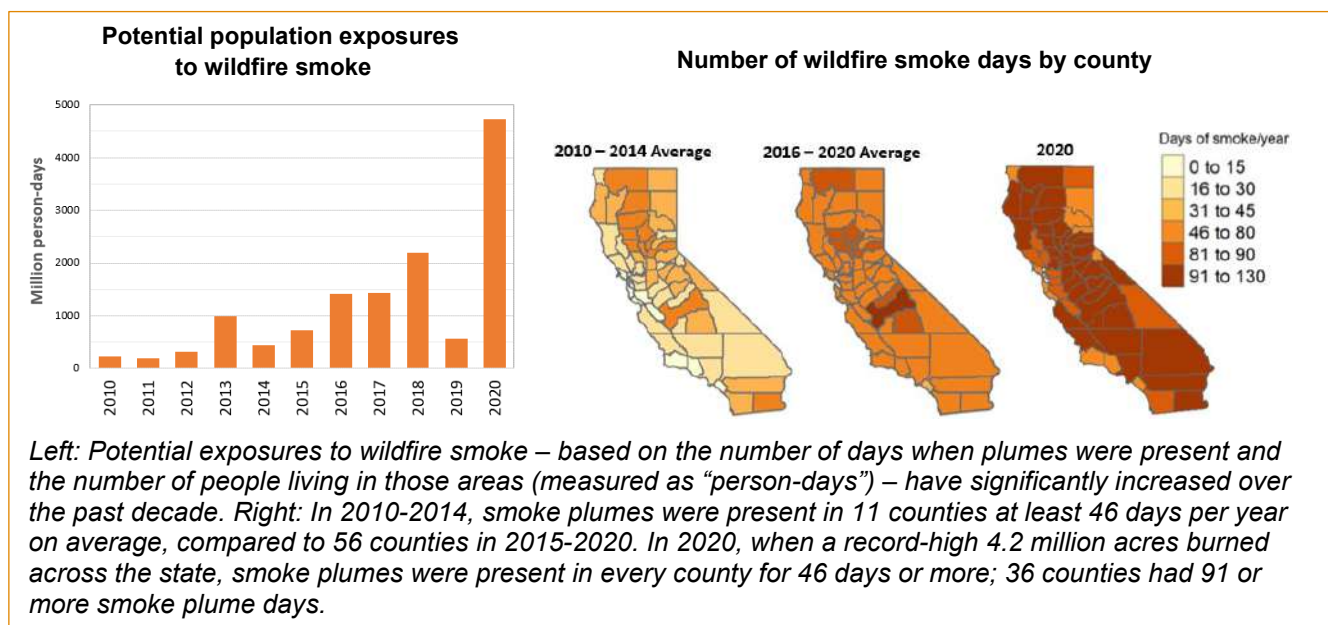 Potential population exposures
to wildfire smoke
Number of wildfire smoke days by county
Million person-days
5000
4000
3000
2000
1000
0
2010
2011
2012
2013
2014
2015
2016
2017
2018
2019
2020
2010 – 2014 Average
2016 – 2020 Average
2020
Days of smoke/year
0 to 15
16 to 30
31 to 45
46 to 80
81 to 90
91 to 130
Left: Potential exposures to wildfire smoke – based on the number of days when plumes were present and
the number of people living in those areas (measured as “person-days”) – have significantly increased over
the past decade. Right: In 2010-2014, smoke plumes were present in 11 counties at least 46 days per year
on average, compared to 56 counties in 2015-2020. In 2020, when a record-high 4.2 million acres burned
across the state, smoke plumes were present in every county for 46 days or more; 36 counties had 91 or
more smoke plume days.